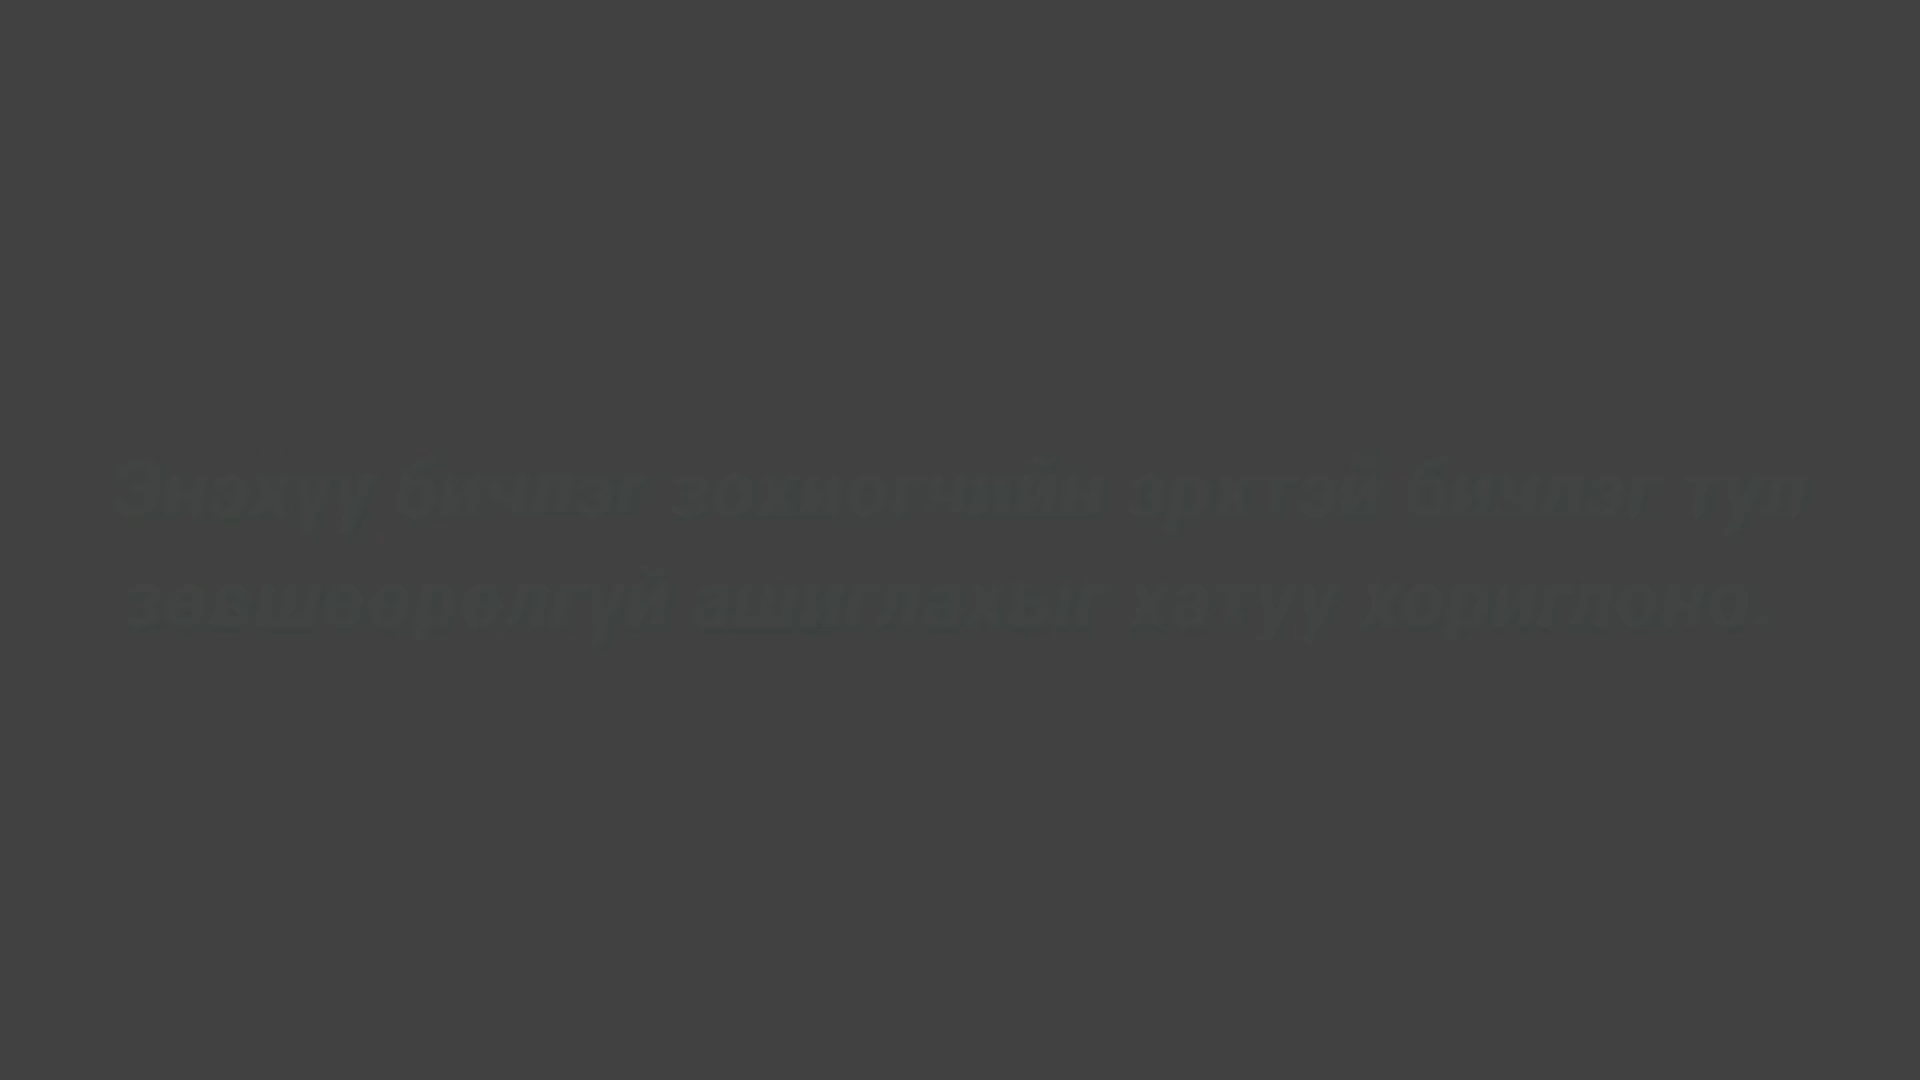 Энэхүү бичлэг зохиогчийн эрхтэй бичлэг тул
зөвшөөрөлгүй ашиглахыг хатуу хориглоно.